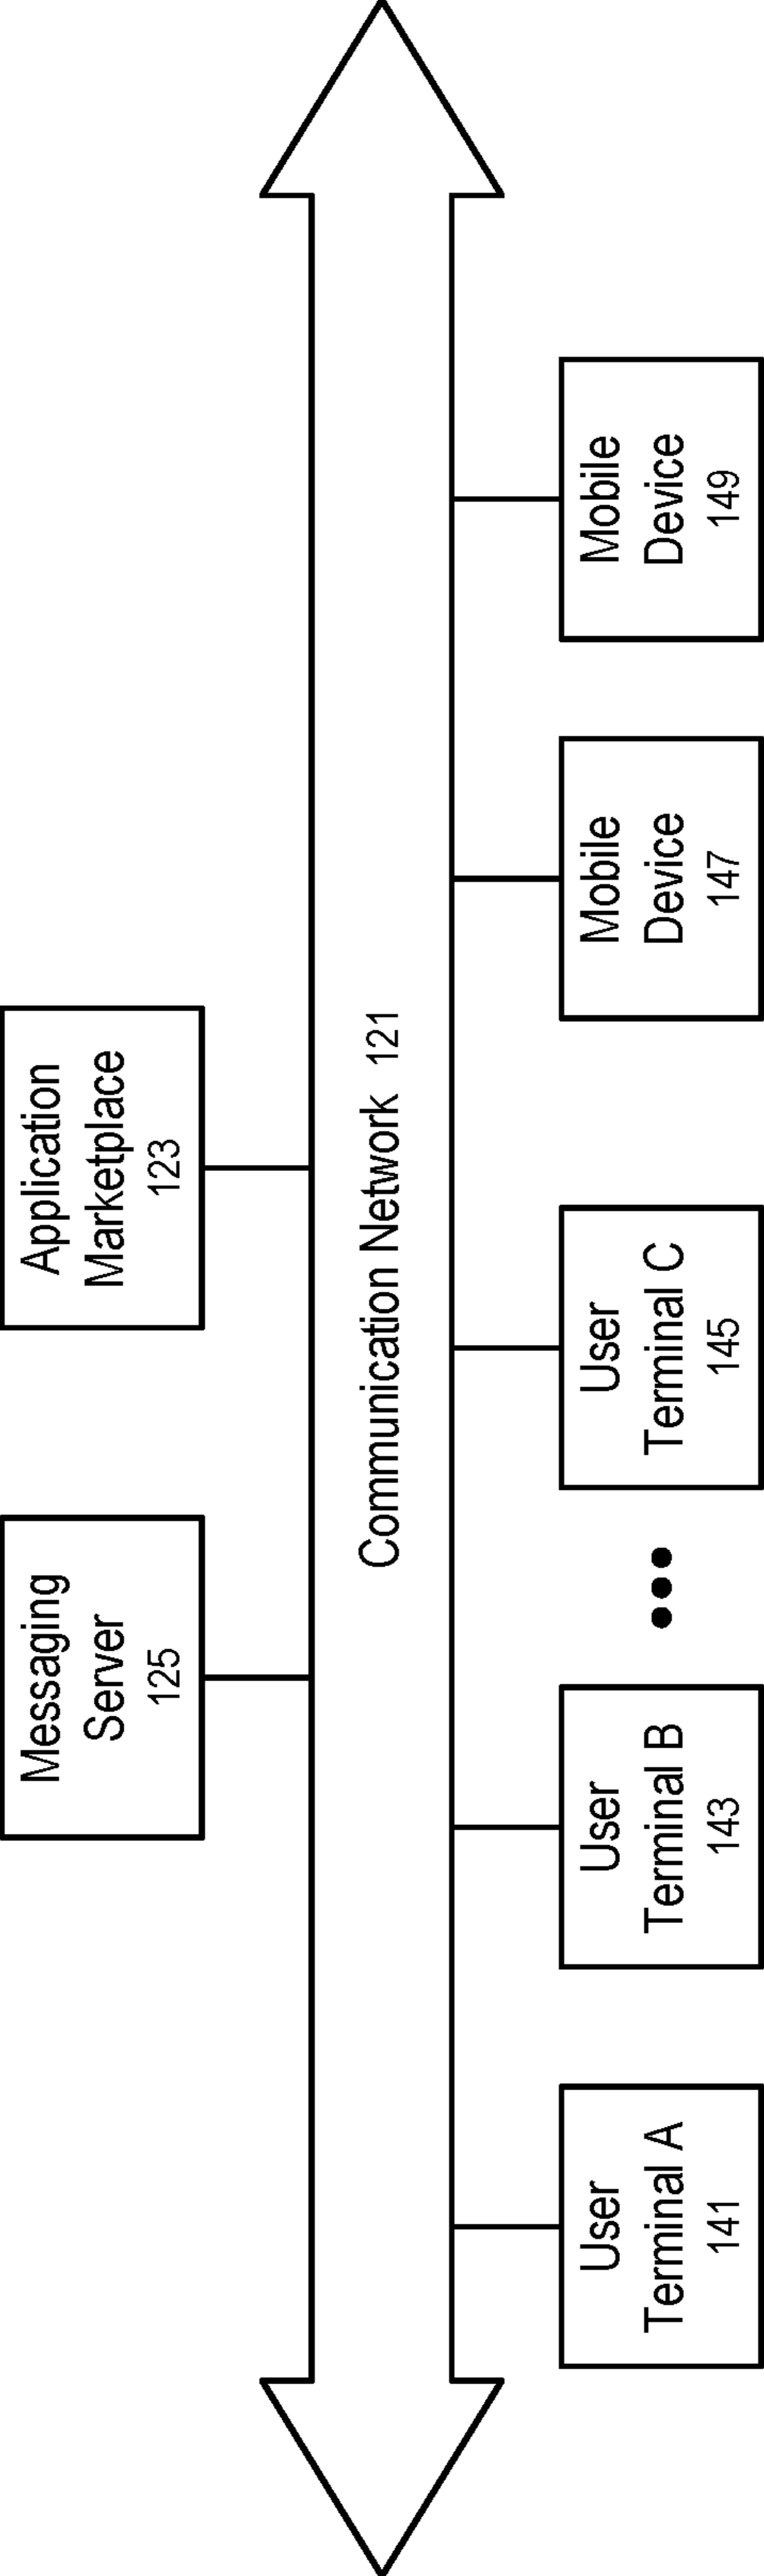 Messaging
Server
125
Application
Marketplace
123
Communication Network 121
User
Terminal A
141
User
Terminal B
143
User
Terminal C
145
Mobile
Device
147
Mobile
Device
149